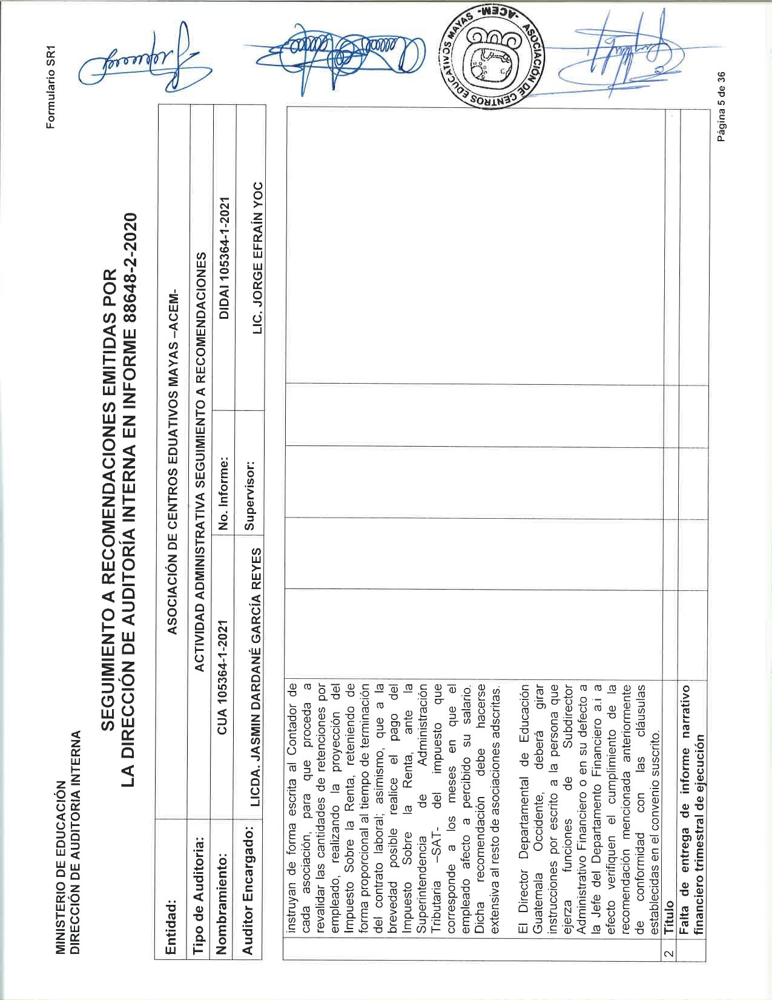 MINISTERIO DE EDUCACIÓN
DIRECCIÓN DE AUDITORIA INTERNA
Formulario SR1
SEGUIMIENTO A RECOMENDACIONES EMITIDAS POR
LA DIRECCIÓN DE AUDITORÍA INTERNA EN INFORME 88648-2-2020
Entidad: ASOCIACIÓN DE CENTROS EDUATIVOS MAYAS –ACEM-
Tipo de Auditoria: ACTIVIDAD ADMINISTRATIVA SEGUIMIENTO A RECOMENDACIONES
Nombramiento: CUA 105364-1-2021 No. Informe: DIDAI 105364-1-2021
Auditor Encargado: LICDA. JASMIN DARDANÉ GARCÍA REYES Supervisor: LIC. JORGE EFRAÍN YOC
instruyan de forma escrita al Contador de
cada asociación, para que proceda a
revalidar las cantidades de retenciones por
empleado, realizando la proyección del
Impuesto Sobre la Renta, reteniendo de
forma proporcional al tiempo de terminación
del contrato laboral; asimismo, que a la
brevedad posible realice el pago del
Impuesto Sobre la Renta, ante la
Superintendencia de Administración
Tributaria –SAT- del impuesto que
corresponde a los meses en que el
empleado afecto a percibido su salario.
Dicha recomendación debe hacerse
extensiva al resto de asociaciones adscritas.
El Director Departamental de Educación
Guatemala Occidente, deberá girar
instrucciones por escrito a la persona que
ejerza funciones de Subdirector
Administrativo Financiero o en su defecto a
la Jefe del Departamento Financiero a.i a
efecto verifiquen el cumplimiento de la
recomendación mencionada anteriormente
de conformidad con las cláusulas
establecidas en el convenio suscrito.
2 Título
Falta de entrega de informe narrativo
financiero trimestral de ejecución
ASOCIACIÓN DE CENTROS EDUCATIVOS MAYAS -ACEM-
Página 5 de 36